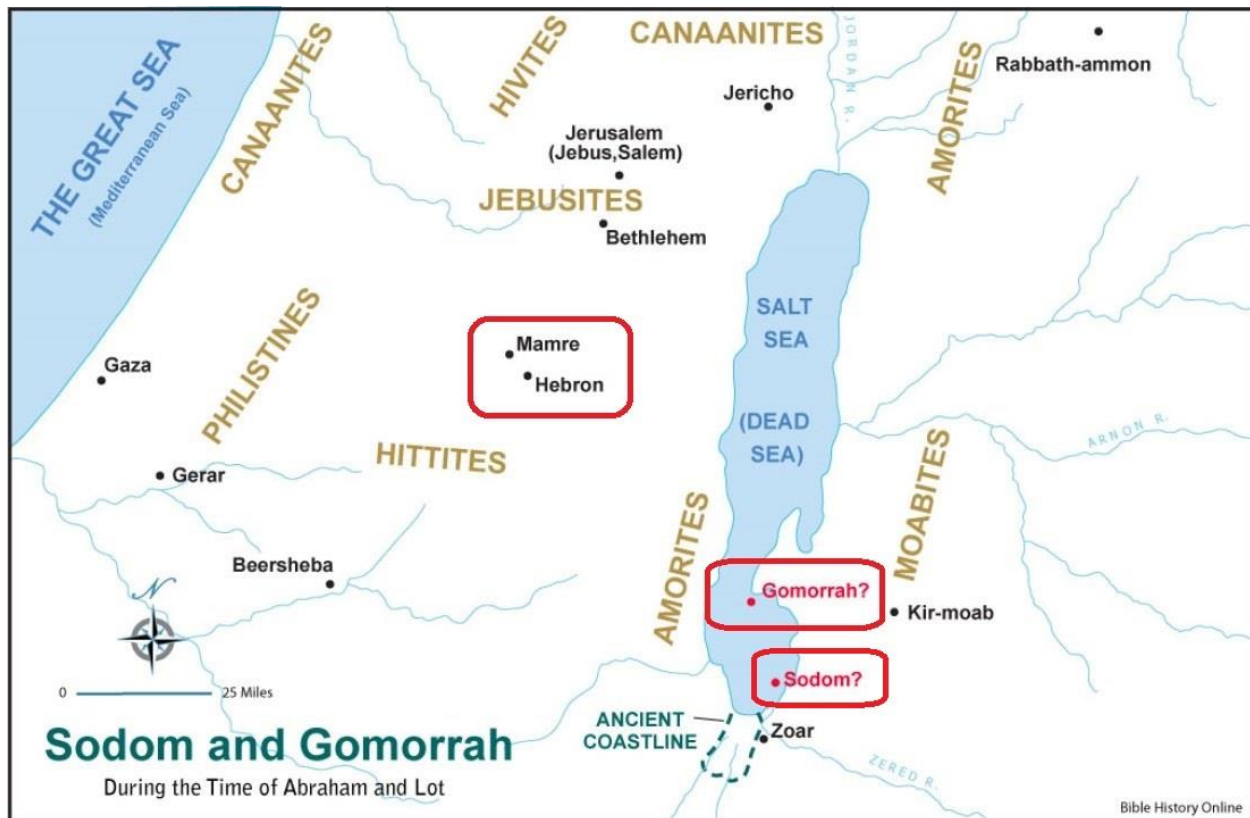 THE GREAT SEA
(Mediterranean Sea)
CANAANITES
HIVITES
CANAANITES
JORDAN R.
AMORITES
Rabbath-ammon
Jericho
Jerusalem
(Jebus,Salem)
JEBUSITES
Bethlehem
SALT
SEA
(DEAD
SEA)
Mamre
Hebron
Gaza
PHILISTINES
HITTITES
Gerar
Beersheba
ARNON R.
MOABITES
AMORITES
Gomorrah?
Kir-moab
Sodom?
N
0
25 Miles
ANCIENT
COASTLINE
Zoar
ZERED R.
Sodom and Gomorrah
During the Time of Abraham and Lot
Bible History Online